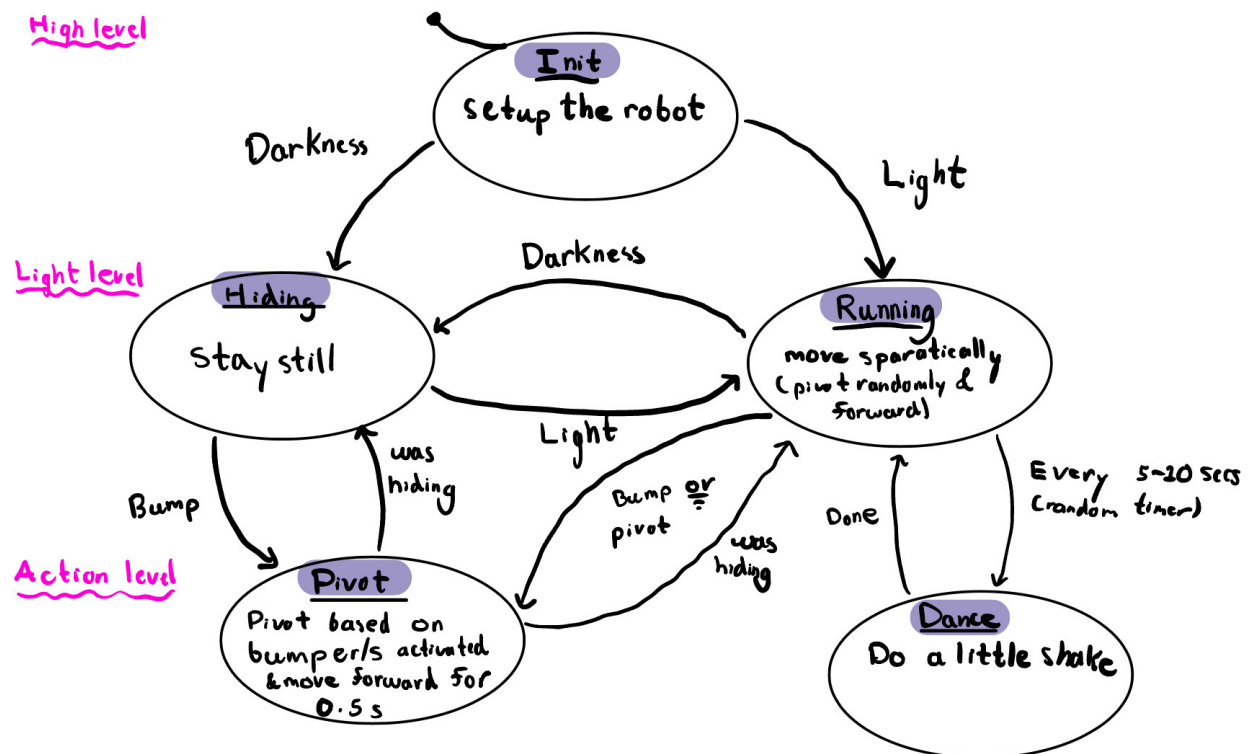 High level
Init
setup the robot
Darkness
Light
Light level
Darkness
Hiding
Stay still
Running
move sparatically
(pivot randomly &
forward)
Light
Bump
was
hiding
Bump or
pivot
was
hiding
Done
Every 5-10 secs
(random timer)
Action level
Pivot
Pivot based on
bumper/s activated
& move forward for
0.5s
Dance
Do a little shake